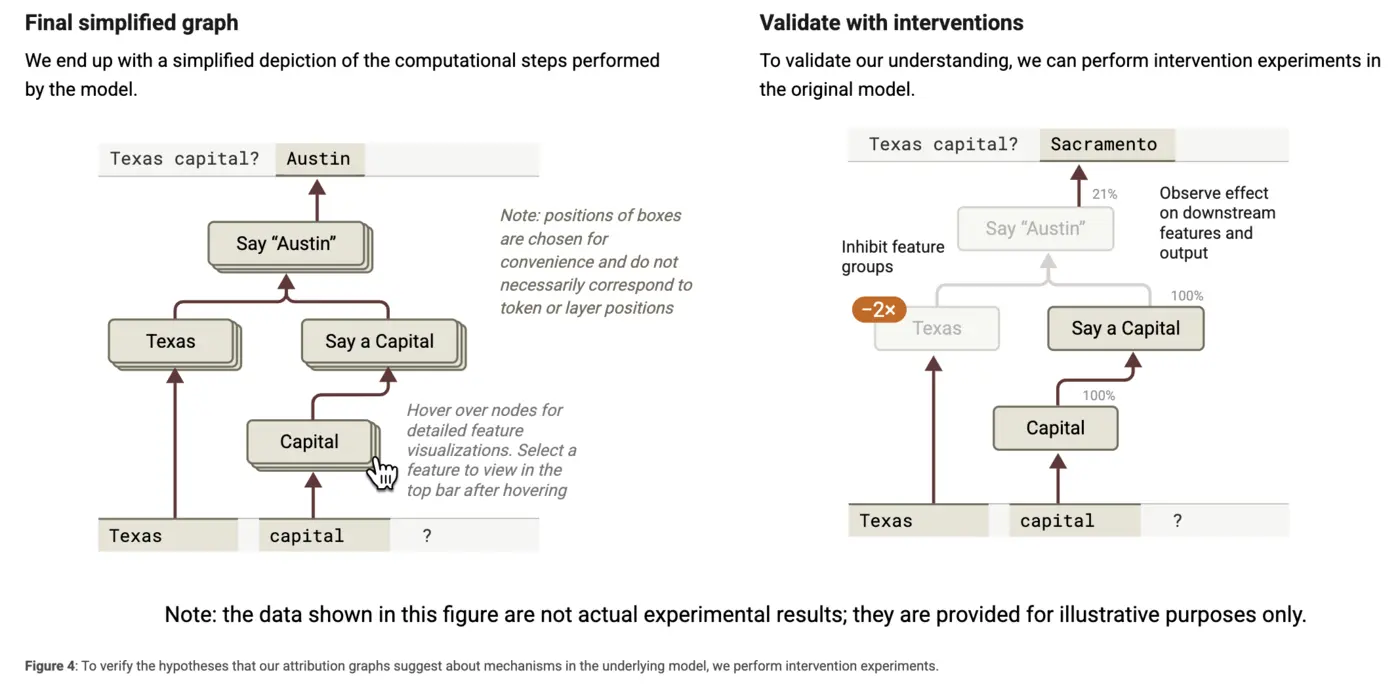 Final simplified graph
We end up with a simplified depiction of the computational steps performed
by the model.
Texas capital?
Austin
Say “Austin”
Note: positions of boxes
are chosen for
convenience and do not
necessarily correspond to
token or layer positions
Texas
Say a Capital
Capital
Hover over nodes for
detailed feature
visualizations. Select a
feature to view in the
top bar after hovering
Texas
capital
?
Validate with interventions
To validate our understanding, we can perform intervention experiments in
the original model.
Texas capital?
Sacramento
21%
Say “Austin”
Observe effect
on downstream
features and
output
Inhibit feature
groups
−2×
Texas
100%
Say a Capital
100%
Capital
Texas
capital
?
Note: the data shown in this figure are not actual experimental results; they are provided for illustrative purposes only.
Figure 4: To verify the hypotheses that our attribution graphs suggest about mechanisms in the underlying model, we perform intervention experiments.